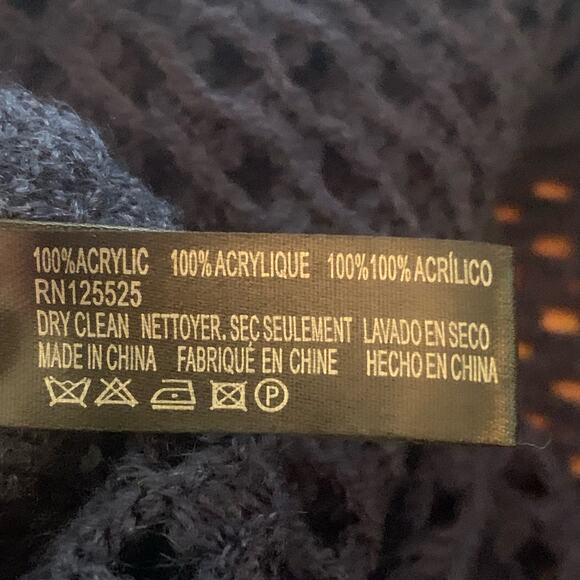 100%ACRYLIC 100%ACRYLIQUE 100%100% ACRÍLICO
RN125525
DRY CLEAN NETTOYER. SEC SEULEMENT LAVADO EN SECO
MADE IN CHINA FABRIQUÉ EN CHINE HECHO EN CHINA
P